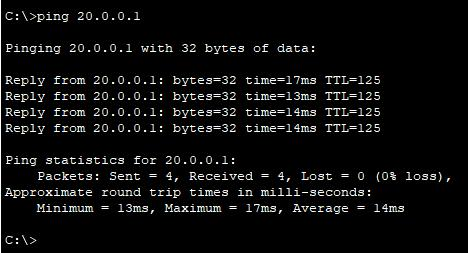 C:\>ping 20.0.0.1
Pinging 20.0.0.1 with 32 bytes of data:
Reply from 20.0.0.1: bytes=32 time=17ms TTL=125
Reply from 20.0.0.1: bytes=32 time=13ms TTL=125
Reply from 20.0.0.1: bytes=32 time=14ms TTL=125
Reply from 20.0.0.1: bytes=32 time=14ms TTL=125
Ping statistics for 20.0.0.1:
    Packets: Sent = 4, Received = 4, Lost = 0 (0% loss),
Approximate round trip times in milli-seconds:
    Minimum = 13ms, Maximum = 17ms, Average = 14ms
C:\>